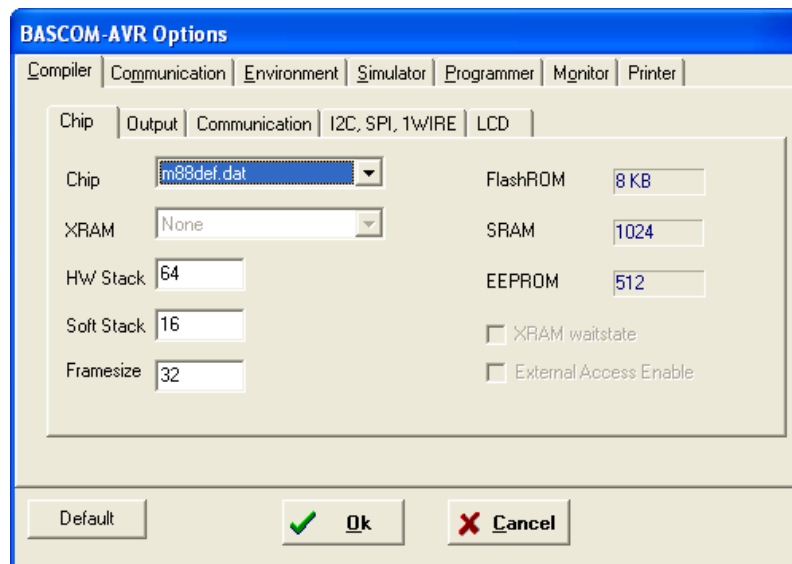 BASCOM-AVR Options
Compiler Communication Environment Simulator Programmer Monitor Printer
Chip Output Communication I2C, SPI, 1WIRE LCD
Chip m88def.dat FlashROM 8 KB
XRAM None SRAM 1024
HW Stack 64 EEPROM 512
Soft Stack 16 XRAM waitstate
Framesize 32 External Access Enable
Default Ok Cancel